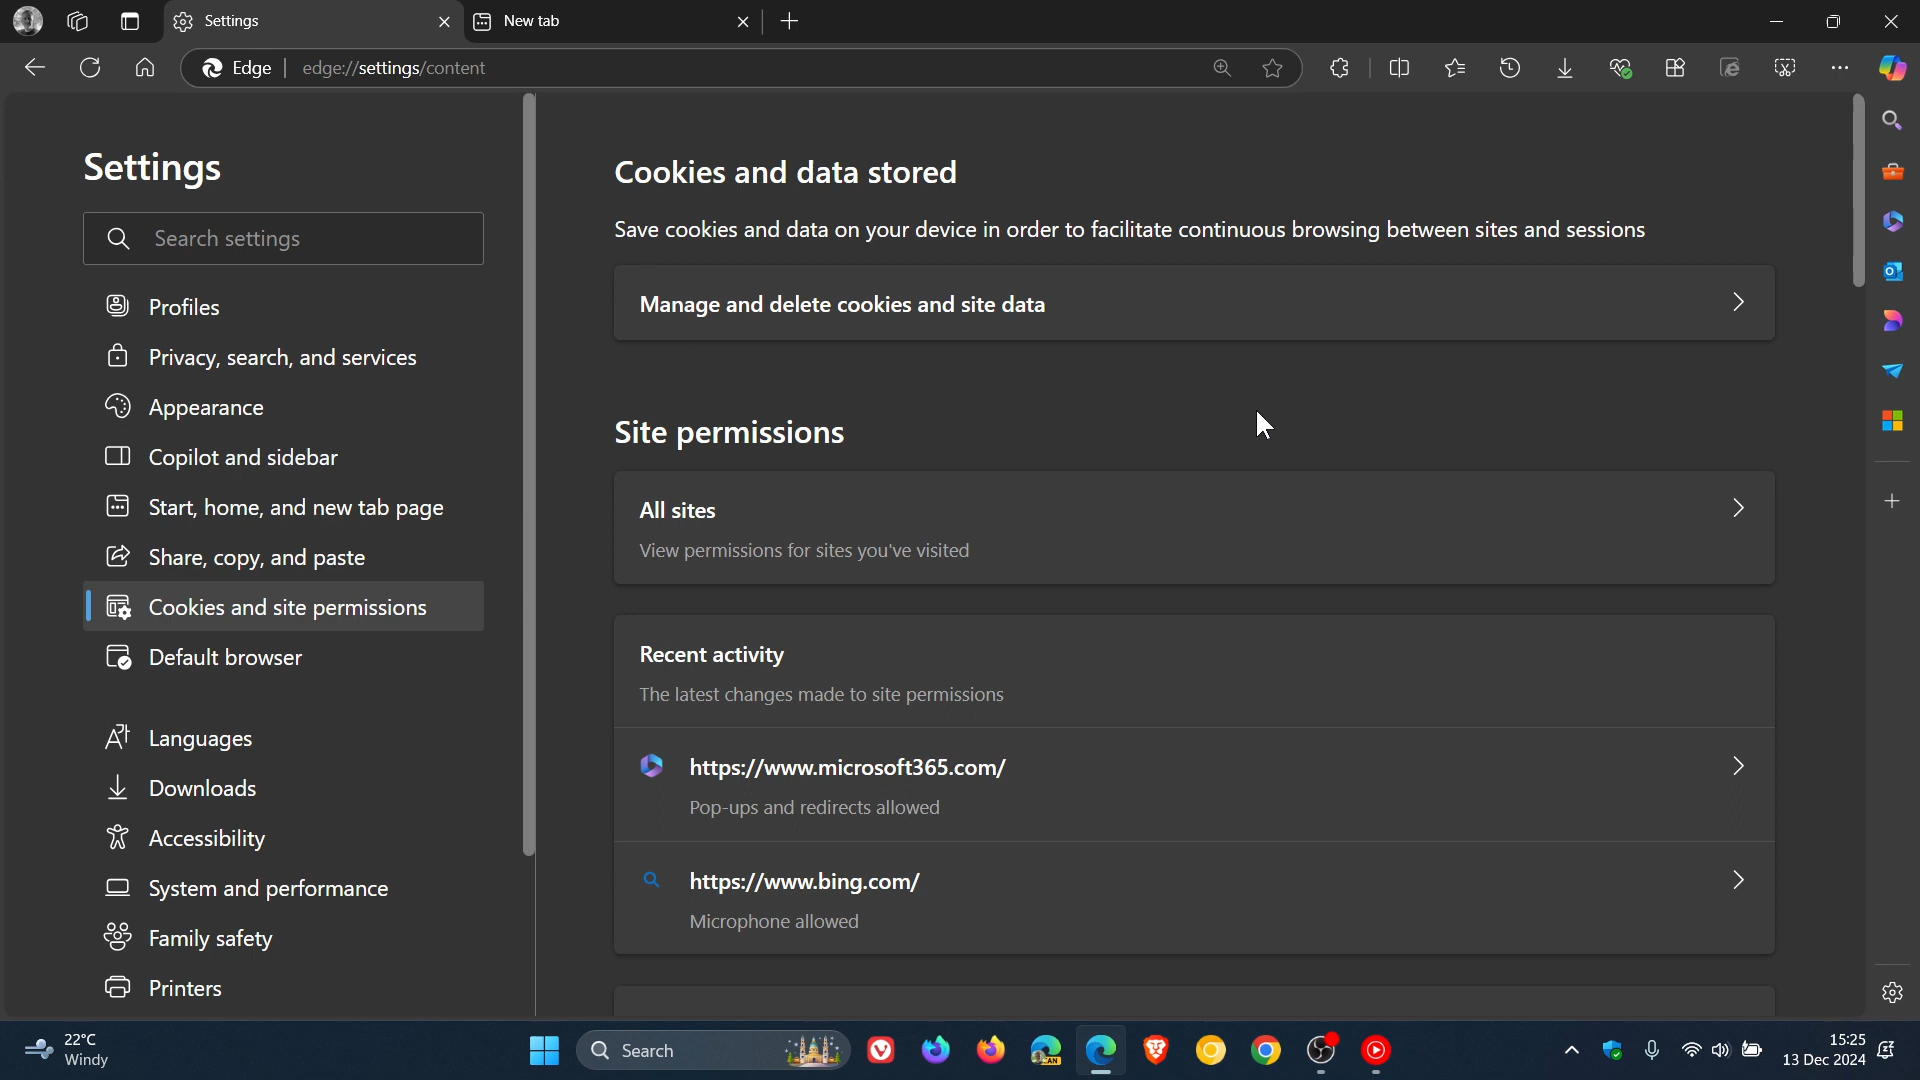 Settings
New tab
Edge
edge://settings/content
Settings
Search settings
Profiles
Privacy, search, and services
Appearance
Copilot and sidebar
Start, home, and new tab page
Share, copy, and paste
Cookies and site permissions
Default browser
Languages
Downloads
Accessibility
System and performance
Family safety
Printers
Cookies and data stored
Save cookies and data on your device in order to facilitate continuous browsing between sites and sessions
Manage and delete cookies and site data
Site permissions
All sites
View permissions for sites you've visited
Recent activity
The latest changes made to site permissions
https://www.microsoft365.com/
Pop-ups and redirects allowed
https://www.bing.com/
Microphone allowed
22°C
Windy
Search
CAN
15:25
13 Dec 2024